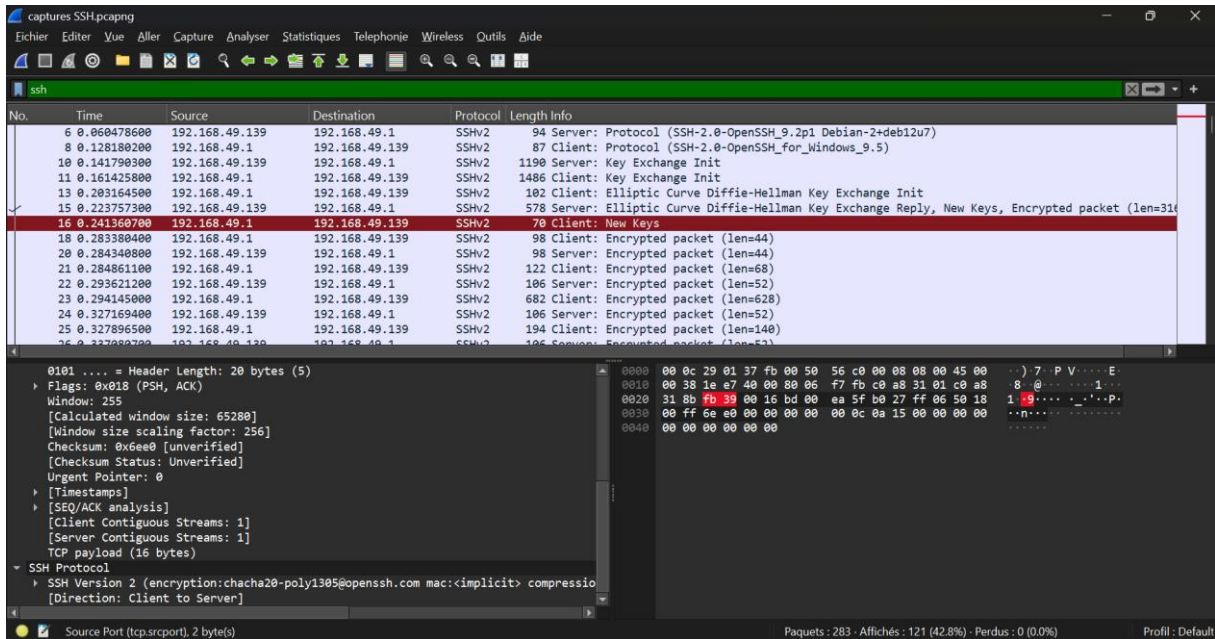 captures SSH.pcapng
Fichier Editer Vue Aller Capture Analyser Statistiques Telephonie Wireless Outils Aide
ssh
No. Time Source Destination Protocol Length Info
6 0.060478600 192.168.49.139 192.168.49.1 SSHv2 94 Server: Protocol (SSH-2.0-OpenSSH_9.2p1 Debian-2+deb12u7)
8 0.128180200 192.168.49.1 192.168.49.139 SSHv2 87 Client: Protocol (SSH-2.0-OpenSSH_for_Windows_9.5)
10 0.141790300 192.168.49.139 192.168.49.1 SSHv2 1190 Server: Key Exchange Init
11 0.161425800 192.168.49.1 192.168.49.139 SSHv2 1486 Client: Key Exchange Init
13 0.203164500 192.168.49.1 192.168.49.139 SSHv2 102 Client: Elliptic Curve Diffie-Hellman Key Exchange Init
15 0.223757300 192.168.49.139 192.168.49.1 SSHv2 578 Server: Elliptic Curve Diffie-Hellman Key Exchange Reply, New Keys, Encrypted packet (len=316
16 0.241360700 192.168.49.1 192.168.49.139 SSHv2 70 Client: New Keys
18 0.283380400 192.168.49.1 192.168.49.139 SSHv2 98 Client: Encrypted packet (len=44)
20 0.284340800 192.168.49.139 192.168.49.1 SSHv2 98 Server: Encrypted packet (len=44)
21 0.284861100 192.168.49.1 192.168.49.139 SSHv2 122 Client: Encrypted packet (len=68)
22 0.293621200 192.168.49.139 192.168.49.1 SSHv2 106 Server: Encrypted packet (len=52)
23 0.294145000 192.168.49.1 192.168.49.139 SSHv2 682 Client: Encrypted packet (len=628)
24 0.327169400 192.168.49.139 192.168.49.1 SSHv2 106 Server: Encrypted packet (len=52)
25 0.327896500 192.168.49.1 192.168.49.139 SSHv2 194 Client: Encrypted packet (len=140)
192.168.49.139 192.168.49.1 SSHv2 106 Server: Encrypted packet (len=52)
0101 .... = Header Length: 20 bytes (5)
Flags: 0x018 (PSH, ACK)
Window: 255
[Calculated window size: 65280]
[Window size scaling factor: 256]
Checksum: 0x6ee0 [unverified]
[Checksum Status: Unverified]
Urgent Pointer: 0
[Timestamps]
[SEQ/ACK analysis]
[Client Contiguous Streams: 1]
[Server Contiguous Streams: 1]
TCP payload (16 bytes)
SSH Protocol
SSH Version 2 (encryption:chacha20-poly1305@openssh.com mac:<implicit> compressio
[Direction: Client to Server]
0000 00 0c 29 01 37 fb 00 50 56 c0 00 08 08 00 45 00 ··)·7··P V·····E·
0010 00 38 1e e7 40 00 80 06 f7 fb c0 a8 31 01 c0 a8 ·8··@··· ····1···
0020 31 8b fb 39 00 16 bd 00 ea 5f b0 27 ff 06 50 18 1··9···· ·_·'··P·
0030 00 ff 6e e0 00 00 00 00 00 0c 0a 15 00 00 00 00 ··n····· ········
0040 00 00 00 00 00 00 ······
Source Port (tcp.srcport), 2 byte(s)
Paquets : 283 · Affichés : 121 (42.8%) · Perdus : 0 (0.0%)
Profil : Default